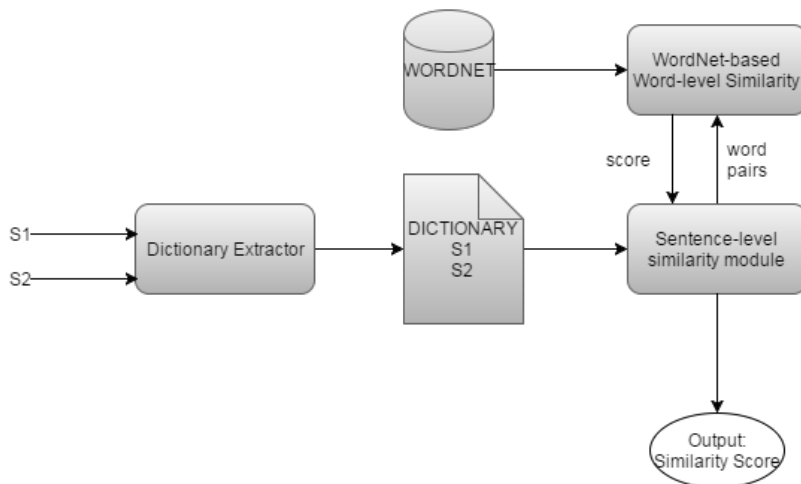 WORDNET
WordNet-based
Word-level Similarity
score
word
pairs
S1
S2
Dictionary Extractor
DICTIONARY
S1
S2
Sentence-level
similarity module
Output:
Similarity Score